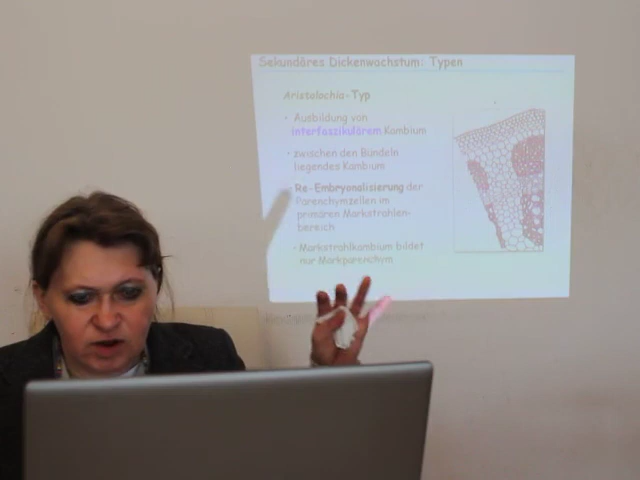 Sekundäres Dickenwachstum: Typen
Aristolochia-Typ
• Ausbildung von
interfaszikulärem Kambium
• zwischen den Bündeln
liegendes Kambium
• Re-Embryonalisierung der
Parenchymzellen im
primären Markstrahlen-
bereich
• Markstrahlkambium bildet
nur Markparenchym